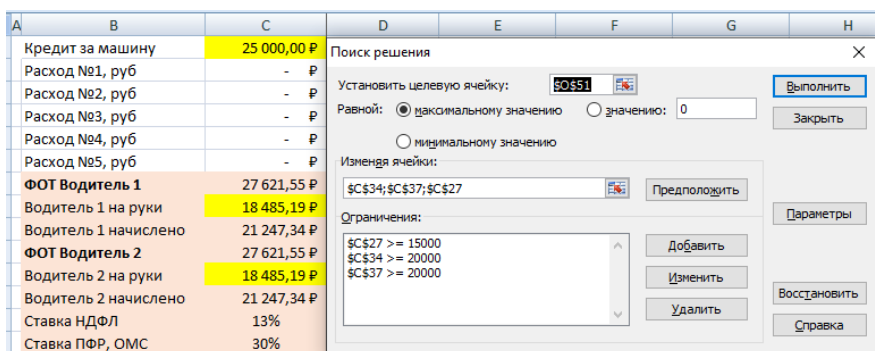 A B C D E F G H
Кредит за машину 25 000,00 ₽
Расход №1, руб - ₽
Расход №2, руб - ₽
Расход №3, руб - ₽
Расход №4, руб - ₽
Расход №5, руб - ₽
ФОТ Водитель 1 27 621,55 ₽
Водитель 1 на руки 18 485,19 ₽
Водитель 1 начислено 21 247,34 ₽
ФОТ Водитель 2 27 621,55 ₽
Водитель 2 на руки 18 485,19 ₽
Водитель 2 начислено 21 247,34 ₽
Ставка НДФЛ 13%
Ставка ПФР, ОМС 30%
Поиск решения
Установить целевую ячейку: $O$51
Равной: максимальному значению значению: 0
минимальному значению
Изменяя ячейки:
$C$34;$C$37;$C$27 Предположить
Ограничения:
$C$27 >= 15000
$C$34 >= 20000
$C$37 >= 20000
Добавить
Изменить
Удалить
Выполнить
Закрыть
Параметры
Восстановить
Справка